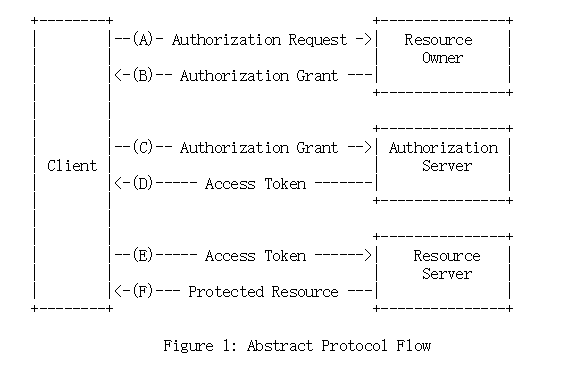 --(A)- Authorization Request ->
Resource
Owner
<-(B)-- Authorization Grant ---
--(C)-- Authorization Grant -->
Authorization
Server
Client
<-(D)----- Access Token -------
--(E)----- Access Token ------>
Resource
Server
<-(F)--- Protected Resource ---
Figure 1: Abstract Protocol Flow